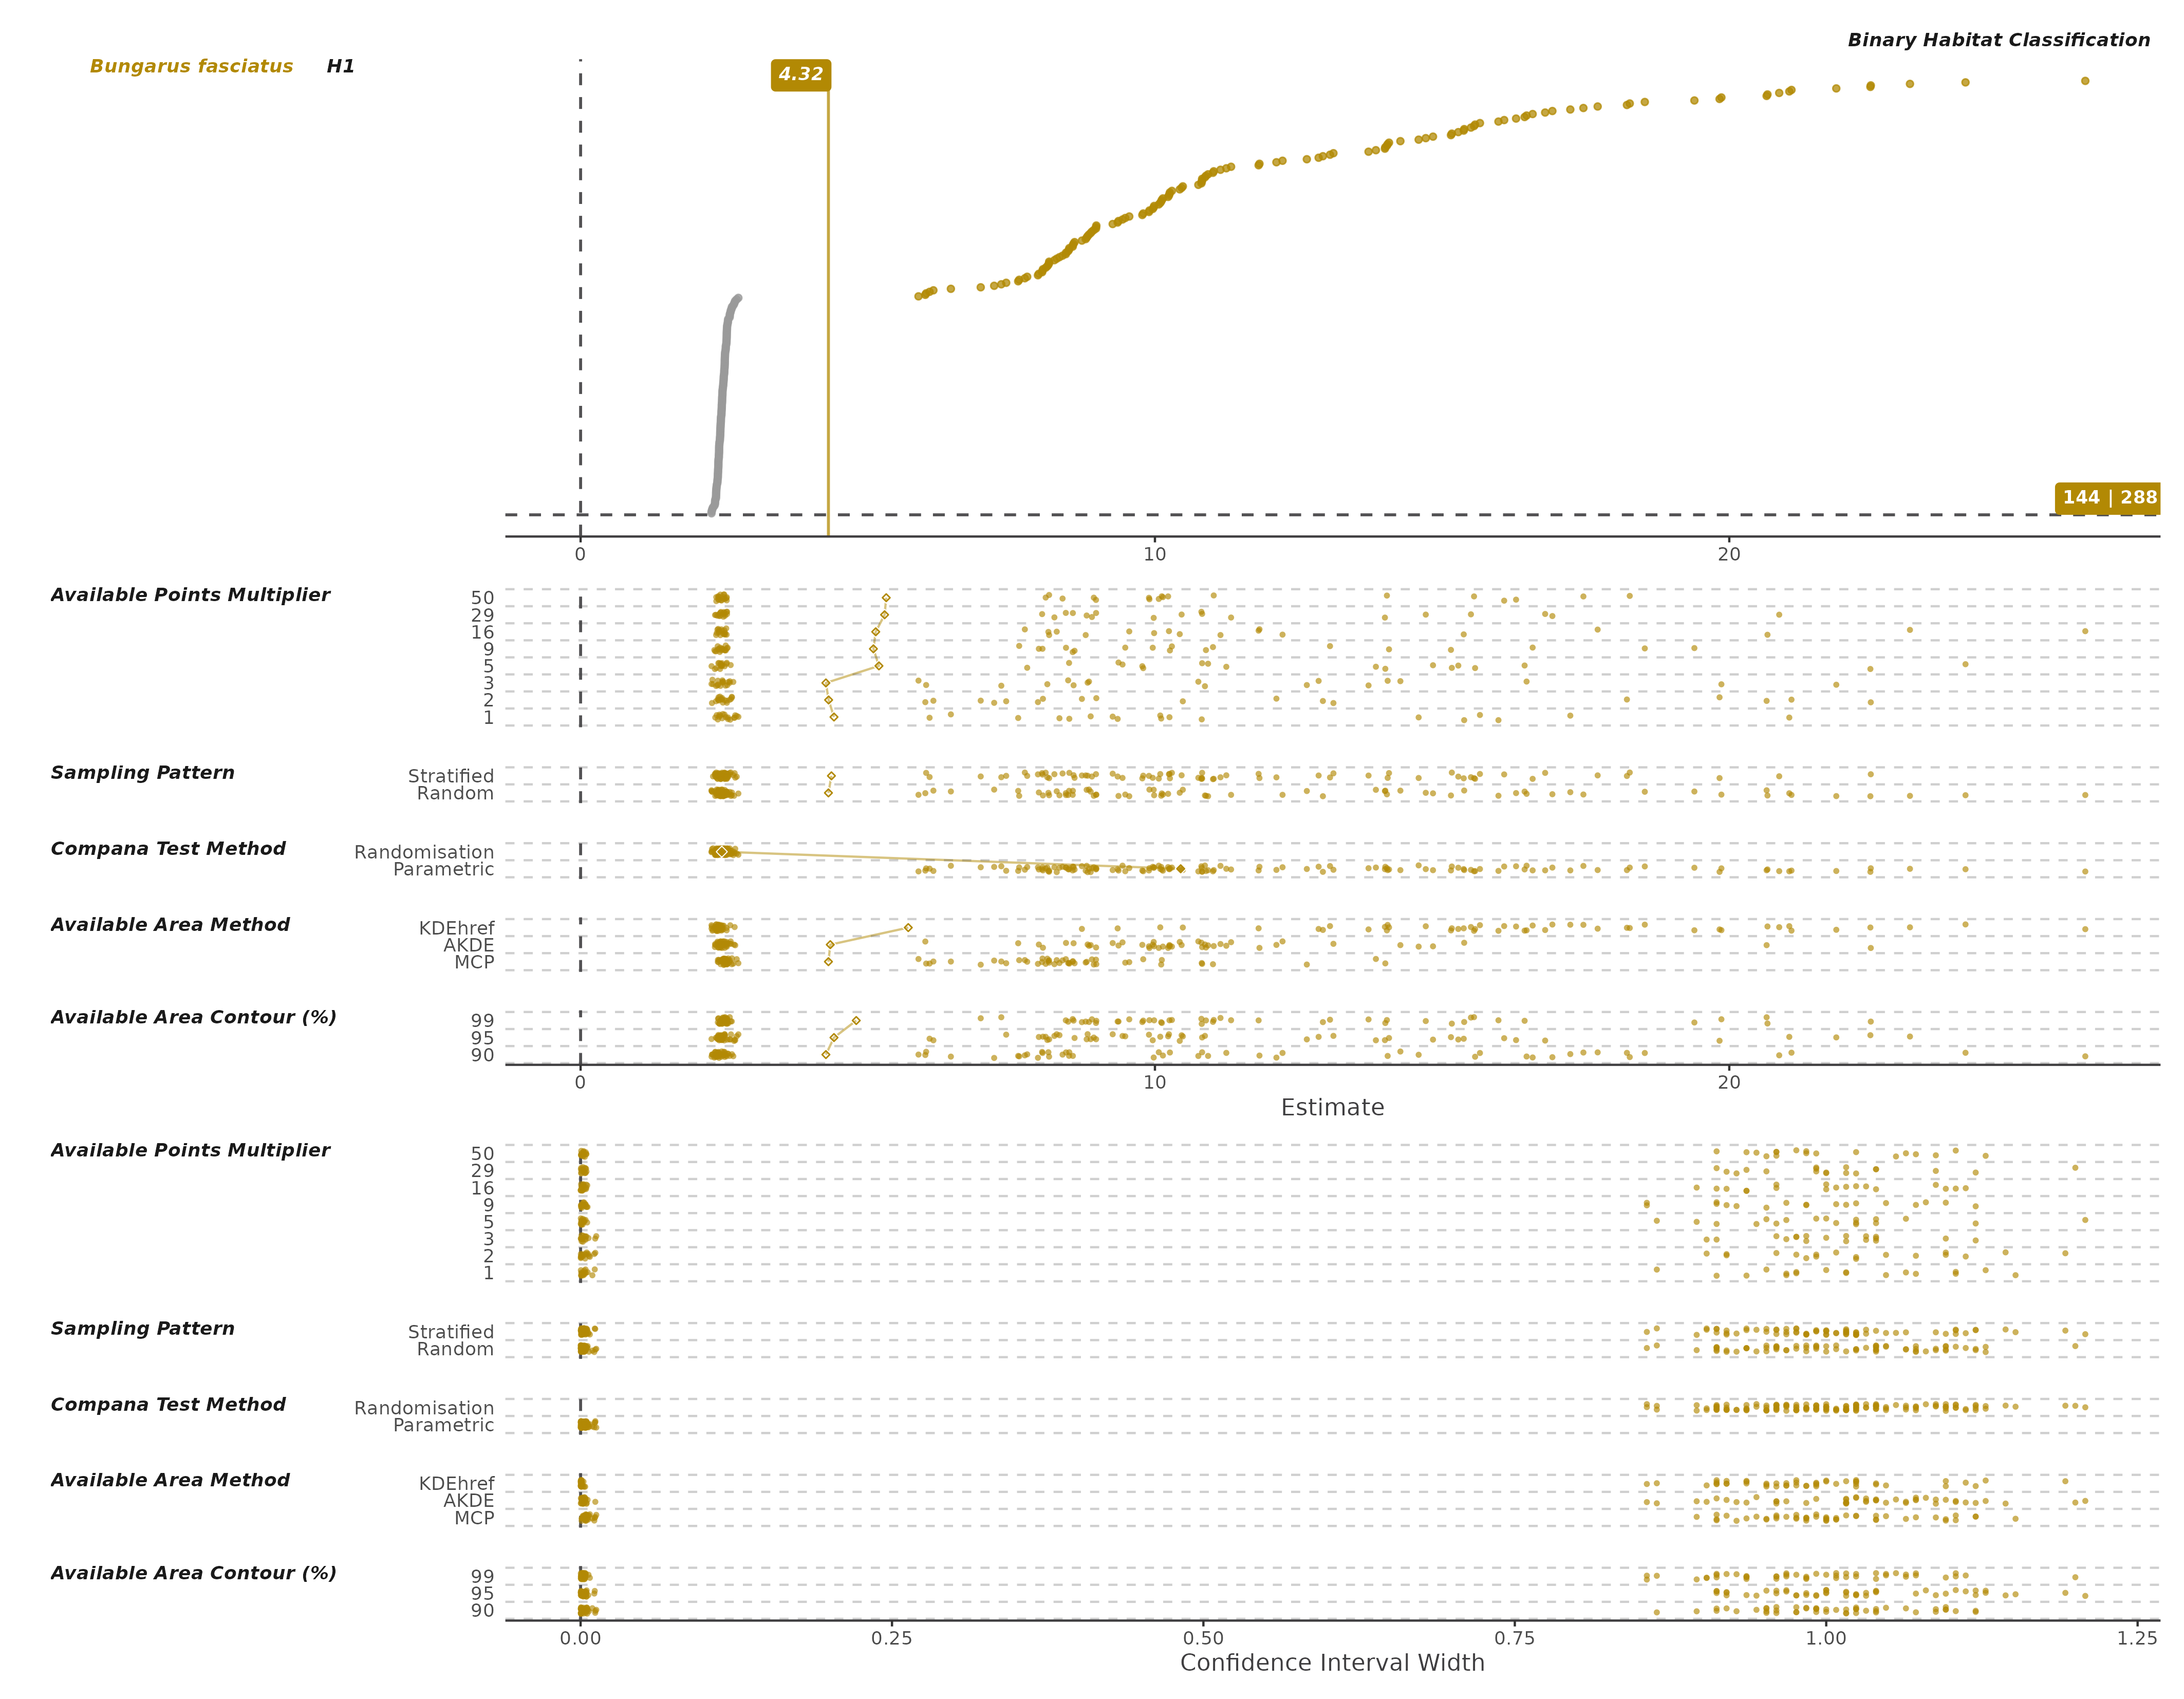 Binary Habitat Classification
Bungarus fasciatus H1
4.32
144 | 288
0 10 20
Available Points Multiplier
50
29
16
9
5
3
2
1
Sampling Pattern
Stratified
Random
Compana Test Method
Randomisation
Parametric
Available Area Method
KDEhref
AKDE
MCP
Available Area Contour (%)
99
95
90
0 10 20
Estimate
Available Points Multiplier
50
29
16
9
5
3
2
1
Sampling Pattern
Stratified
Random
Compana Test Method
Randomisation
Parametric
Available Area Method
KDEhref
AKDE
MCP
Available Area Contour (%)
99
95
90
0.00 0.25 0.50 0.75 1.00 1.25
Confidence Interval Width